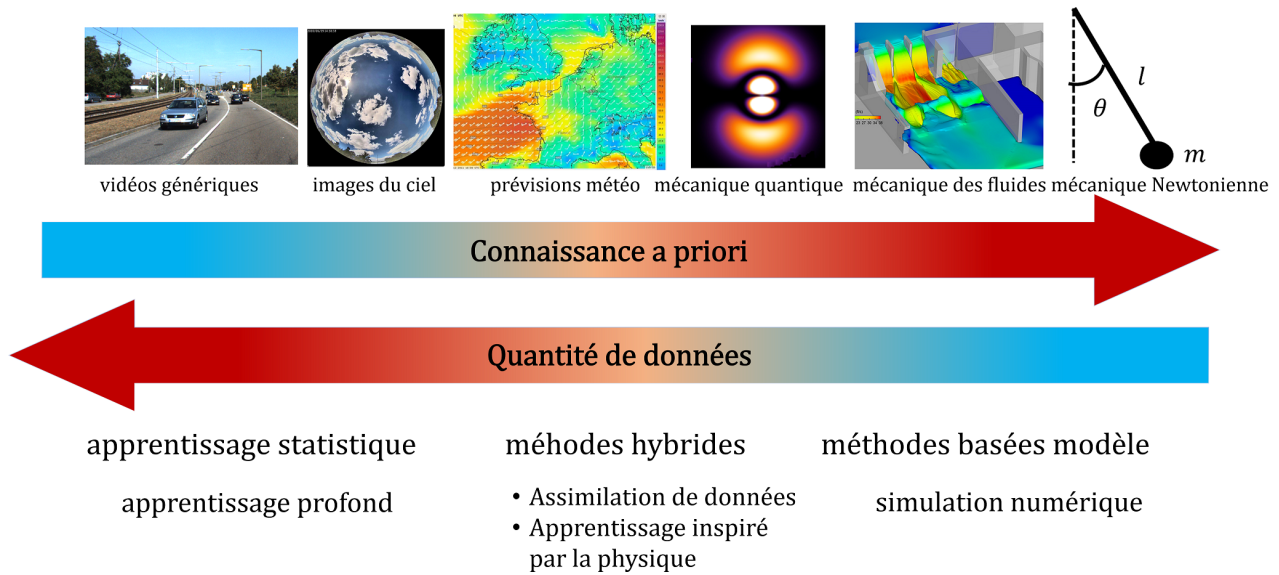 θ
l
m
vidéos génériques
images du ciel
prévisions météo
mécanique quantique
mécanique des fluides
mécanique Newtonienne
Connaissance a priori
Quantité de données
apprentissage statistique
apprentissage profond
méhodes hybrides
• Assimilation de données
• Apprentissage inspiré
par la physique
méthodes basées modèle
simulation numérique